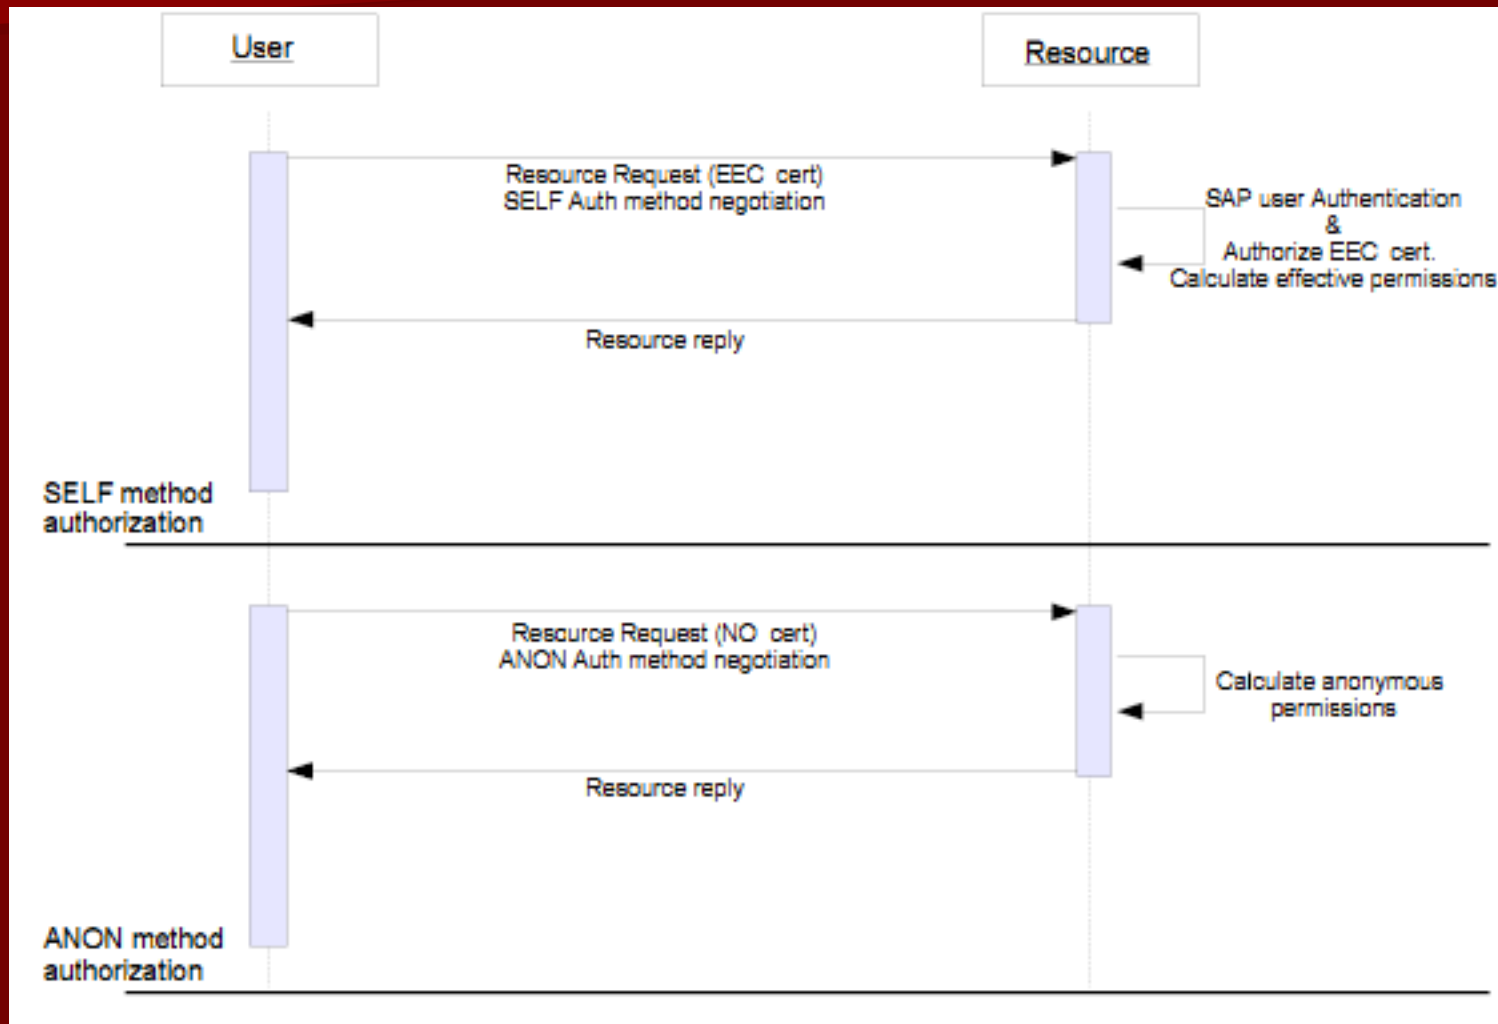 User
Resource
Resource Request (EEC cert)
SELF Auth method negotiation
SAP user Authentication
&
Authorize EEC cert.
Calculate effective permissions
Resource reply
SELF method
authorization
Resource Request (NO cert)
ANON Auth method negotiation
Calculate anonymous
permissions
Resource reply
ANON method
authorization